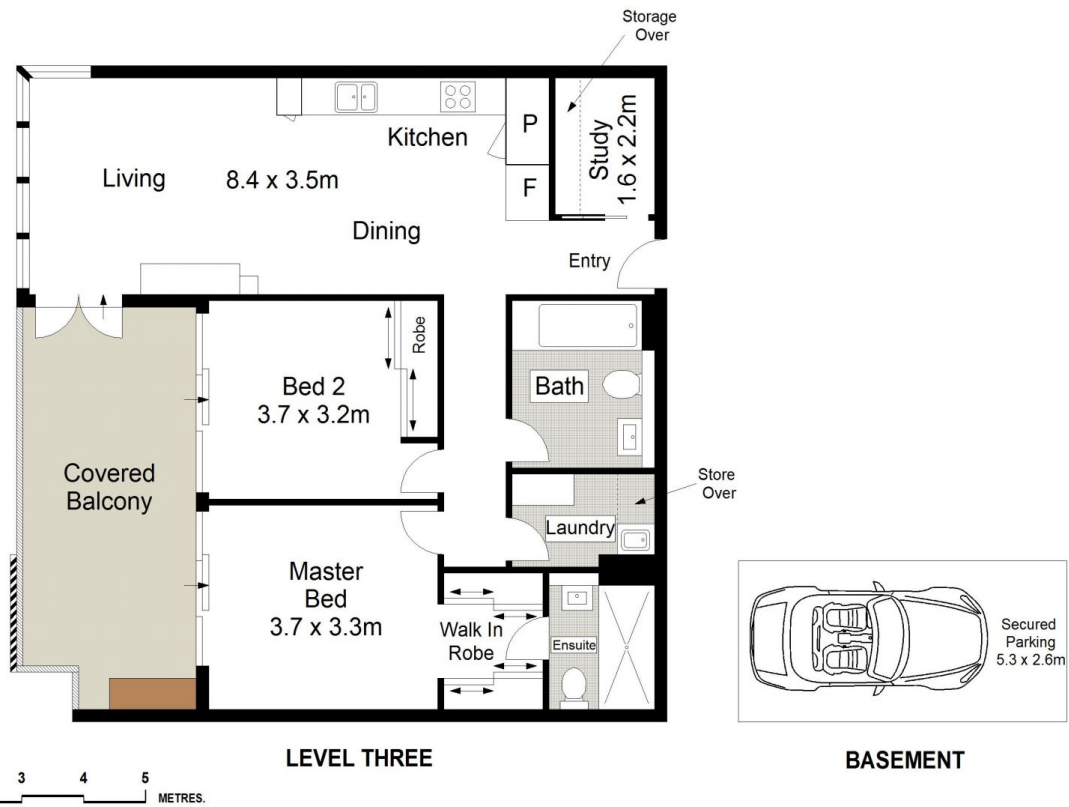 Storage
Over
Kitchen
P
Study
1.6 x 2.2m
Living
8.4 x 3.5m
F
Dining
Entry
Robe
Bed 2
3.7 x 3.2m
Bath
Covered
Balcony
Store
Over
Laundry
Master
Bed
3.7 x 3.3m
Walk In
Robe
Ensuite
Secured
Parking
5.3 x 2.6m
LEVEL THREE
BASEMENT
3 4 5
METRES.